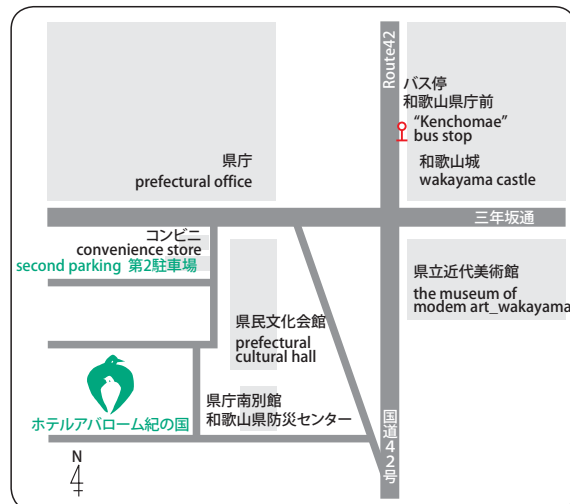 Route42
バス停
和歌山県庁前
“Kenchomae”
bus stop
県庁
prefectural office
和歌山城
wakayama castle
三年坂通
コンビニ
convenience store
second parking 第2駐車場
県立近代美術館
the museum of
modem art_wakayama
県民文化会館
prefectural
cultural hall
県庁南別館
和歌山県防災センター
ホテルアバローム紀の国
国道42号
N